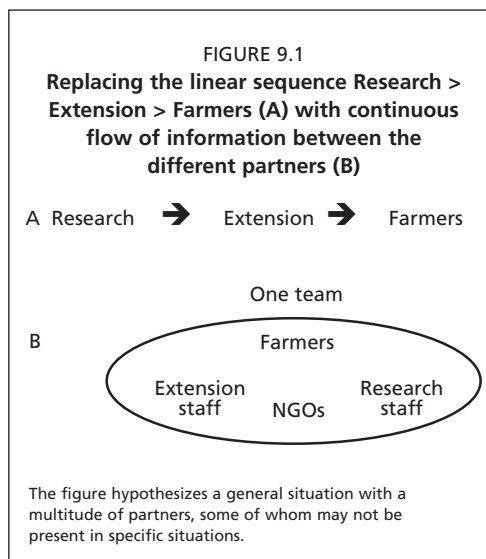 FIGURE 9.1
Replacing the linear sequence Research >
Extension > Farmers (A) with continuous
flow of information between the
different partners (B)
A Research ➔ Extension ➔ Farmers
One team
B
Farmers
Extension staff
NGOs
Research staff
The figure hypothesizes a general situation with a
multitude of partners, some of whom may not be
present in specific situations.